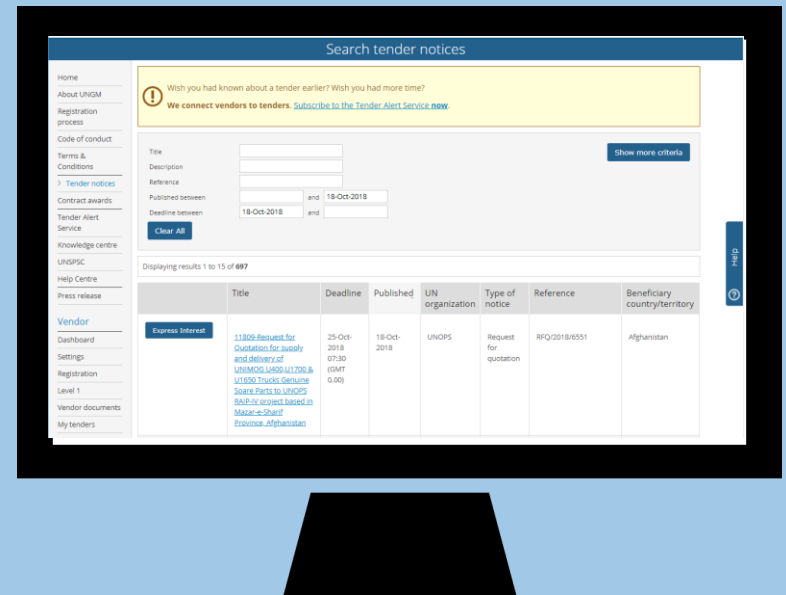 Search tender notices
Home
About UNGM
Registration
process
Code of conduct
Terms &
Conditions
> Tender notices
Contract awards
Tender Alert
Service
Knowledge centre
UNSPSC
Help Centre
Press release
Vendor
Dashboard
Settings
Registration
Level 1
Vendor documents
My tenders
Wish you had known about a tender earlier? Wish you had more time?
We connect vendors to tenders. Subscribe to the Tender Alert Service now.
Title
Show more criteria
Description
Reference
Published between and 18-Oct-2018
Deadline between 18-Oct-2018 and
Clear All
Help
Displaying results 1 to 15 of 697
Title Deadline Published UN organization Type of notice Reference Beneficiary country/territory
Express Interest
11809-Request for
Quotation for supply
and delivery of
UNIMOG U400,U1700 &
U1650 Trucks Genuine
Spare Parts to UNOPS
RAIP-IV project based in
Mazar-e-Sharif
Province, Afghanistan
25-Oct-
2018
07:30
(GMT
0.00)
18-Oct-
2018
UNOPS
Request
for
quotation
RFQ/2018/6551
Afghanistan